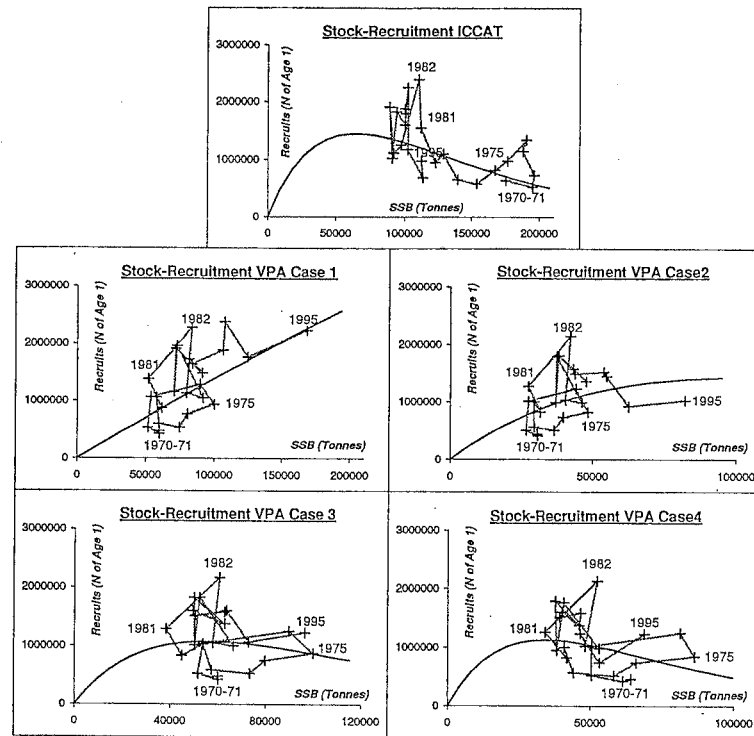 Stock-Recruitment ICCAT
Recruits (N of Age 1)
3000000
2000000
1000000
0
1982
1981
1995
1975
1970-71
SSB (Tonnes)
0 50000 100000 150000 200000
Stock-Recruitment VPA Case 1
Recruits (N of Age 1)
3000000
2000000
1000000
0
1982
1995
1981
1975
1970-71
SSB (Tonnes)
0 50000 100000 150000 200000
Stock-Recruitment VPA Case2
Recruits (N of Age 1)
3000000
2000000
1000000
0
1982
1981
1995
1975
1970-71
SSB (Tonnes)
0 50000 100000
Stock-Recruitment VPA Case 3
Recruits (N of Age 1)
3000000
2000000
1000000
0
1982
1981
1995
1975
1970-71
SSB (Tonnes)
0 40000 80000 120000
Stock-Recruitment VPA Case4
Recruits (N of Age 1)
3000000
2000000
1000000
0
1982
1981
1995
1975
1970-71
SSB (Tonnes)
0 50000 100000